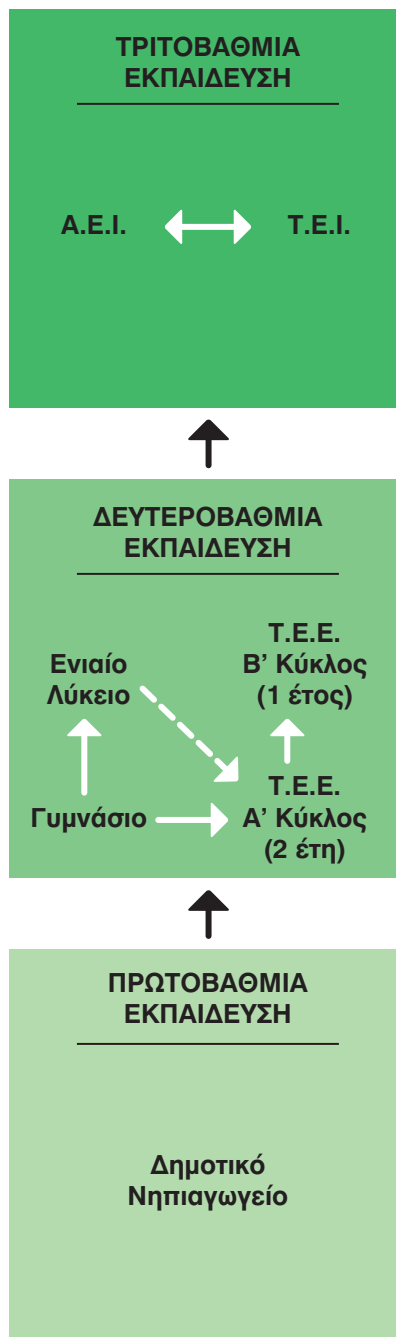 ΤΡΙΤΟΒΑΘΜΙΑ
ΕΚΠΑΙΔΕΥΣΗ
Α.Ε.Ι.
Τ.Ε.Ι.
ΔΕΥΤΕΡΟΒΑΘΜΙΑ
ΕΚΠΑΙΔΕΥΣΗ
Ενιαίο
Λύκειο
Τ.Ε.Ε.
Β’ Κύκλος
(1 έτος)
Γυμνάσιο
Τ.Ε.Ε.
Α’ Κύκλος
(2 έτη)
ΠΡΩΤΟΒΑΘΜΙΑ
ΕΚΠΑΙΔΕΥΣΗ
Δημοτικό
Νηπιαγωγείο